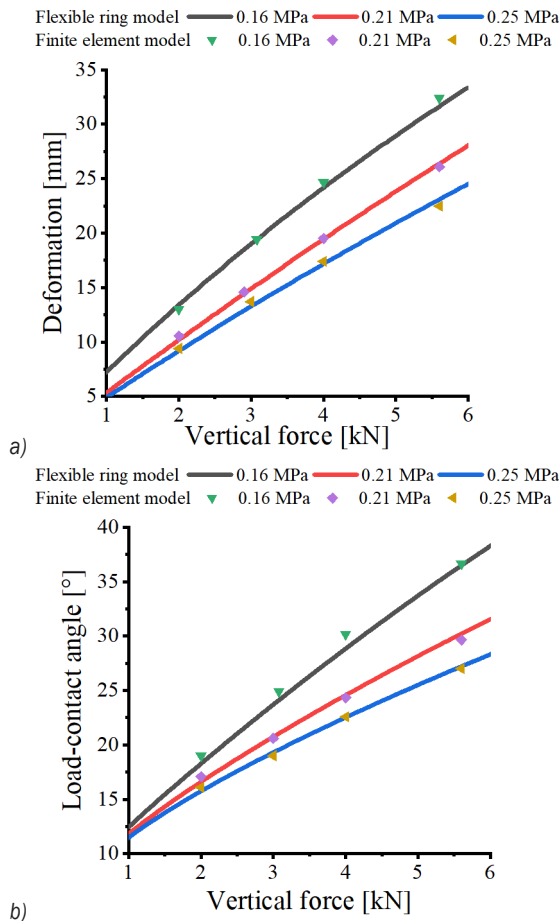 Flexible ring model 0.16 MPa 0.21 MPa 0.25 MPa
Finite element model 0.16 MPa 0.21 MPa 0.25 MPa
35
30
25
20
15
10
5
Deformation [mm]
1 2 3 4 5 6
Vertical force [kN]
a)
Flexible ring model 0.16 MPa 0.21 MPa 0.25 MPa
Finite element model 0.16 MPa 0.21 MPa 0.25 MPa
40
35
30
25
20
15
10
Load-contact angle [°]
1 2 3 4 5 6
Vertical force [kN]
b)